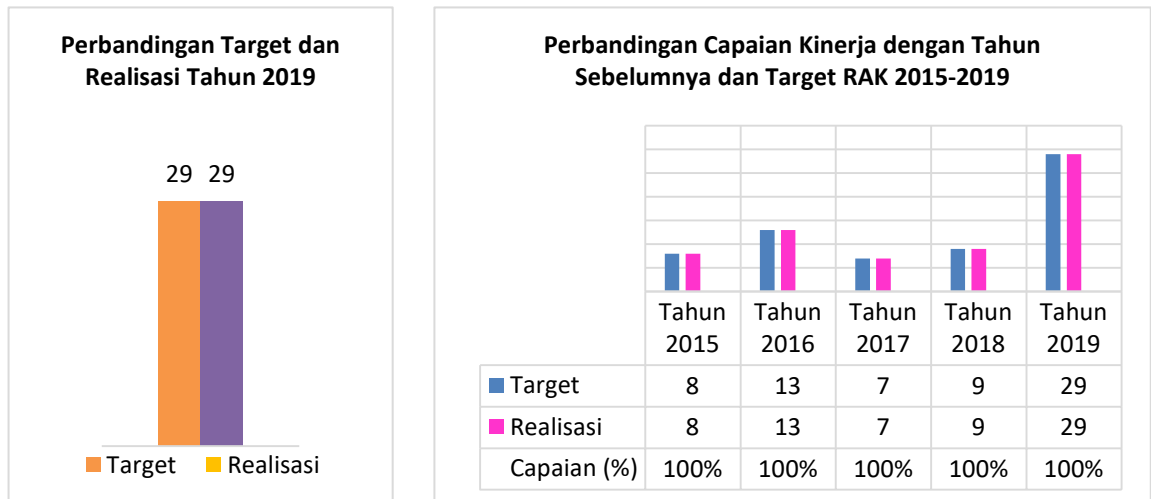 Perbandingan Target dan
Realisasi Tahun 2019
29 29
Target Realisasi
Perbandingan Capaian Kinerja dengan Tahun
Sebelumnya dan Target RAK 2015-2019
Tahun Tahun Tahun Tahun Tahun
2015 2016 2017 2018 2019
Target 8 13 7 9 29
Realisasi 8 13 7 9 29
Capaian (%) 100% 100% 100% 100% 100%